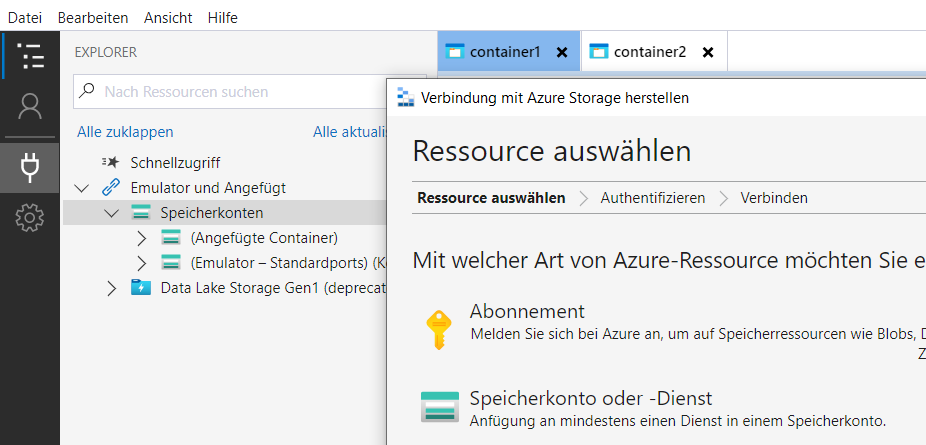 Datei Bearbeiten Ansicht Hilfe
EXPLORER
container1
container2
Nach Ressourcen suchen
Alle zuklappen
Schnellzugriff
Emulator und Angefügt
Speicherkonten
(Angefügte Container)
(Emulator – Standardports)
Data Lake Storage Gen1
Verbindung mit Azure Storage herstellen
Ressource auswählen
Ressource auswählen
Authentifizieren
Verbinden
Mit welcher Art von Azure-Ressource möchten Sie
Abonnement
Melden Sie sich bei Azure an, um auf Speicherressourcen wie Blobs,
Speicherkonto oder -Dienst
Anfügung an mindestens einen Dienst in einem Speicherkonto.